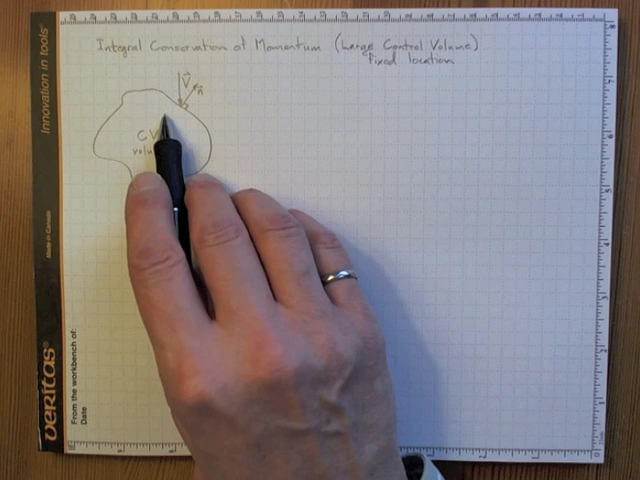 Integral Conservation of Momentum (Large Control Volume)
fixed location
V
n
CV
Innovation in tools
Made in Canada
veritas
From the workbench of:
Date